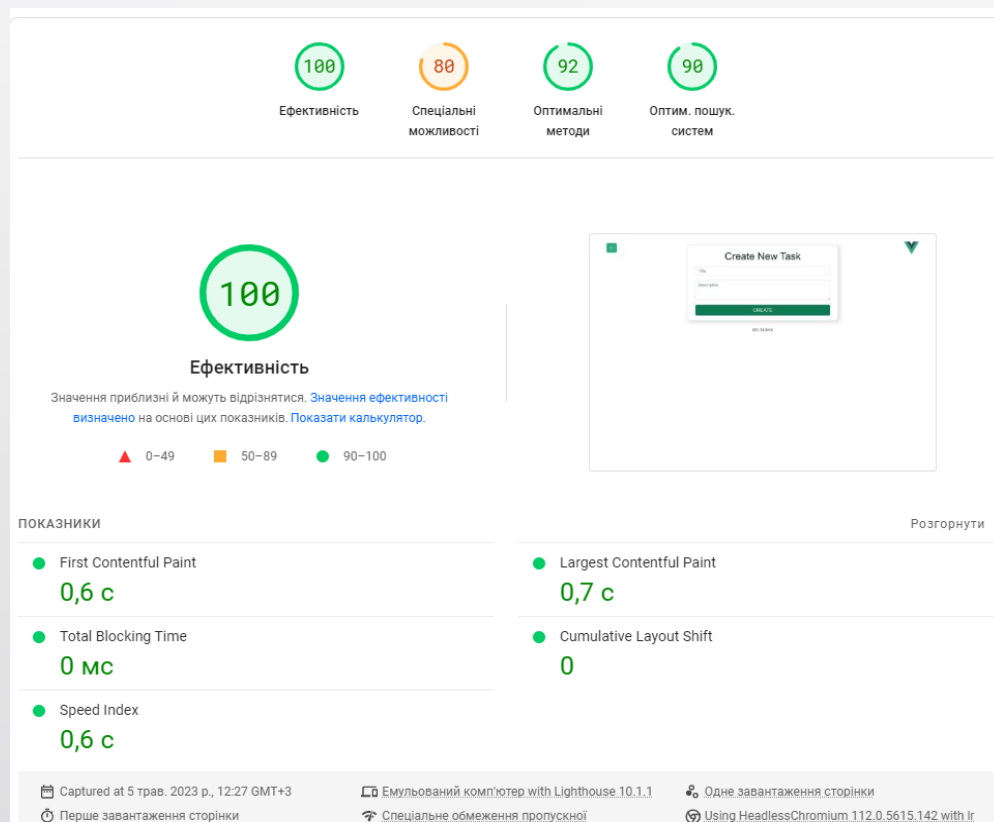 100
80
92
90
Ефективність
Спеціальні
можливості
Оптимальні
методи
Оптим. пошук.
систем
100
Ефективність
Значення приблизні й можуть відрізнятися. Значення ефективності
визначено на основі цих показників. Показати калькулятор.
0–49
50–89
90–100
Create New Task
Title
Description
CREATE
ПОКАЗНИКИ
Розгорнути
First Contentful Paint
0,6 с
Largest Contentful Paint
0,7 с
Total Blocking Time
0 мс
Cumulative Layout Shift
0
Speed Index
0,6 с
Captured at 5 трав. 2023 р., 12:27 GMT+3
Емульований комп'ютер with Lighthouse 10.1.1
Одне завантаження сторінки
Перше завантаження сторінки
Спеціальне обмеження пропускної
Using HeadlessChromium 112.0.5615.142 with lr